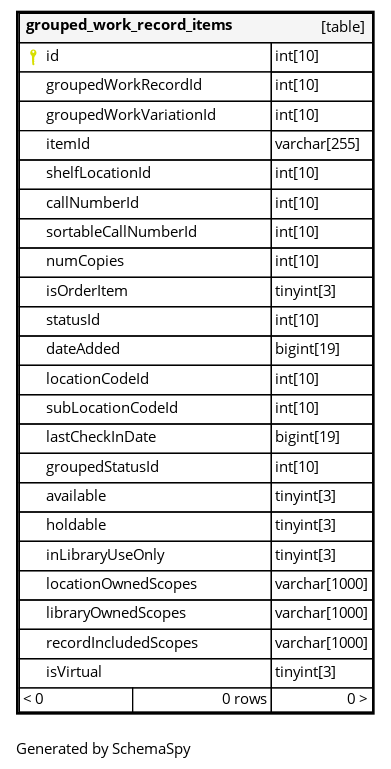 grouped_work_record_items [table]
id int[10]
groupedWorkRecordId int[10]
groupedWorkVariationId int[10]
itemId varchar[255]
shelfLocationId int[10]
callNumberId int[10]
sortableCallNumberId int[10]
numCopies int[10]
isOrderItem tinyint[3]
statusId int[10]
dateAdded bigint[19]
locationCodeId int[10]
subLocationCodeId int[10]
lastCheckInDate bigint[19]
groupedStatusId int[10]
available tinyint[3]
holdable tinyint[3]
inLibraryUseOnly tinyint[3]
locationOwnedScopes varchar[1000]
libraryOwnedScopes varchar[1000]
recordIncludedScopes varchar[1000]
isVirtual tinyint[3]
< 0 0 rows 0 >
Generated by SchemaSpy